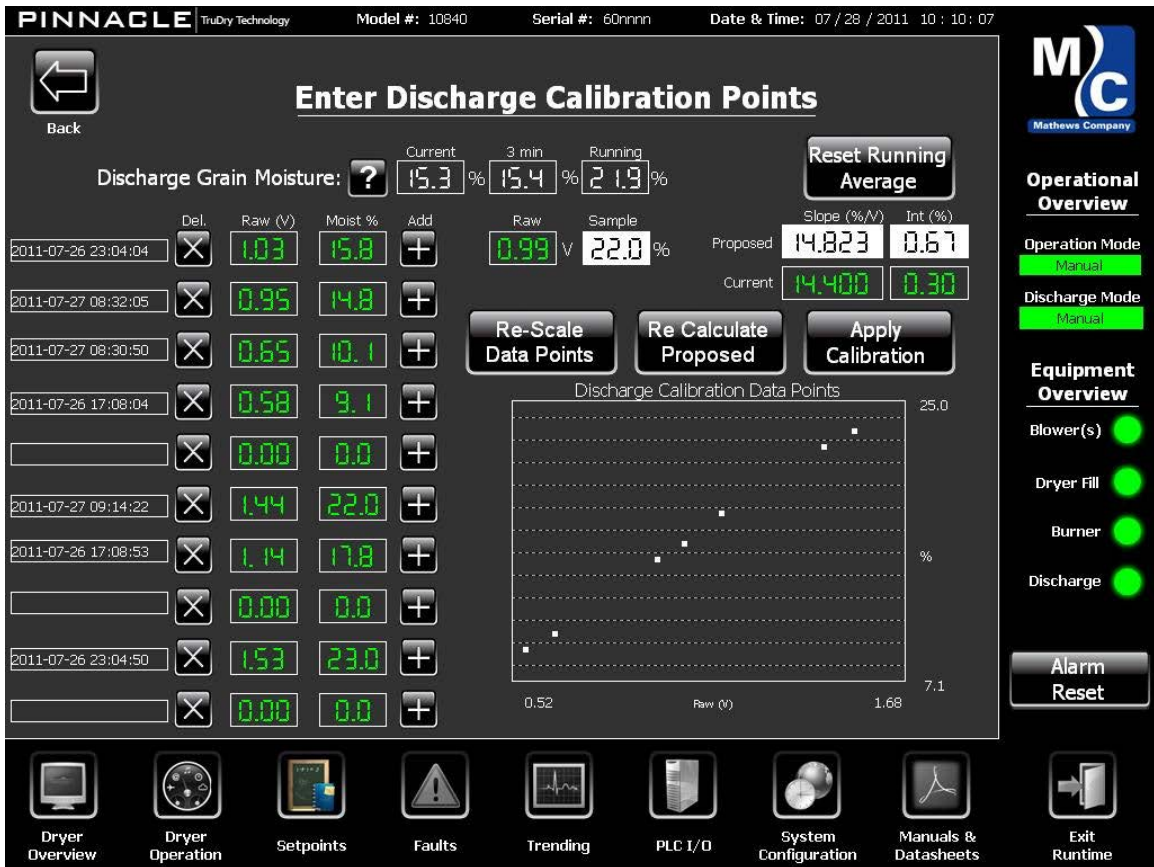 PINNACLE TruDry Technology Model #: 10840 Serial #: 60nnnn Date & Time: 07/28/2011 10:10:07
Back
Enter Discharge Calibration Points
Current 3 min Running
Discharge Grain Moisture: ? 15.3 % 15.4 % 21.9 %
Reset Running
Average
Del. Raw (V) Moist % Add
2011-07-26 23:04:04 X 1.03 15.8 +
2011-07-27 08:32:05 X 0.95 14.8 +
2011-07-27 08:30:50 X 0.65 10.1 +
2011-07-26 17:08:04 X 0.58 9.1 +
X 0.00 0.0 +
2011-07-27 09:14:22 X 1.44 22.0 +
2011-07-26 17:08:53 X 1.14 17.8 +
X 0.00 0.0 +
2011-07-26 23:04:50 X 1.53 23.0 +
X 0.00 0.0 +
Raw Sample
0.99 V 22.0 %
Slope (%/V) Int (%)
Proposed 14.823 0.67
Current 14.400 0.30
Re-Scale
Data Points
Re Calculate
Proposed
Apply
Calibration
Discharge Calibration Data Points
25.0
%
7.1
0.52 Raw (V) 1.68
MC
Mathews Company
Operational
Overview
Operation Mode
Manual
Discharge Mode
Manual
Equipment
Overview
Blower(s)
Dryer Fill
Burner
Discharge
Alarm
Reset
Dryer
Overview
Dryer
Operation
Setpoints
Faults
Trending
PLC I/O
System
Configuration
Manuals &
Datasheets
Exit
Runtime